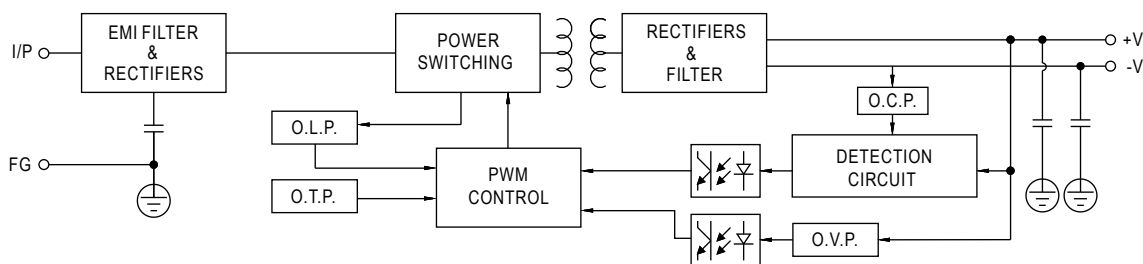 I/P
EMI FILTER
&
RECTIFIERS
POWER
SWITCHING
RECTIFIERS
&
FILTER
+V
-V
O.C.P.
O.L.P.
FG
PWM
CONTROL
DETECTION
CIRCUIT
O.T.P.
O.V.P.